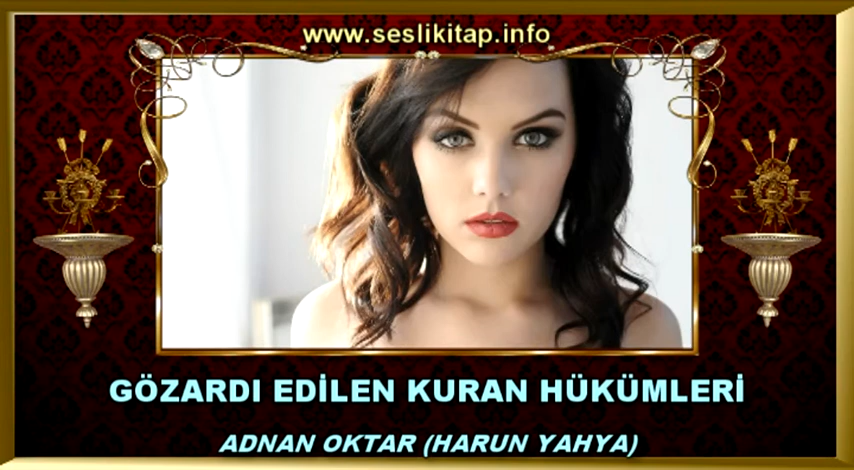 www.seslikitap.info
GÖZARDI EDİLEN KURAN HÜKÜMLERİ
ADNAN OKTAR (HARUN YAHYA)